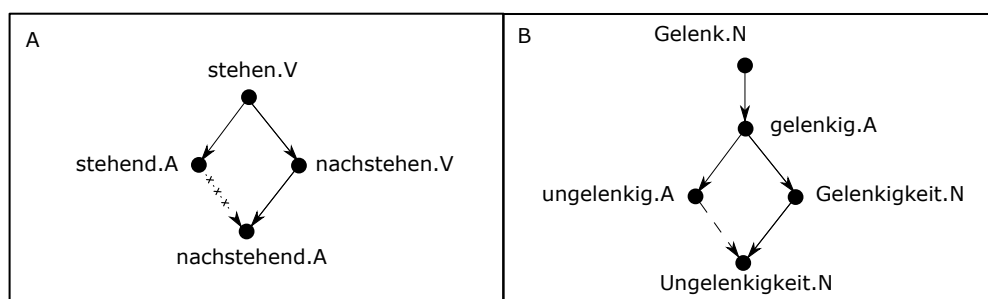 A
stehen.V
stehend.A
nachstehen.V
nachstehend.A
B
Gelenk.N
gelenkig.A
ungelenkig.A
Gelenkigkeit.N
Ungelenkigkeit.N